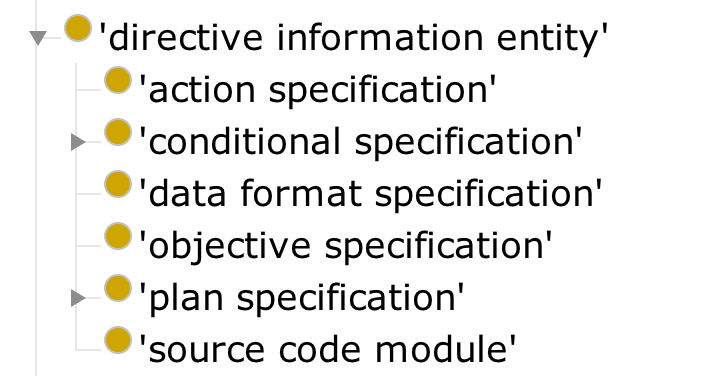 'directive information entity'
'action specification'
'conditional specification'
'data format specification'
'objective specification'
'plan specification'
'source code module'